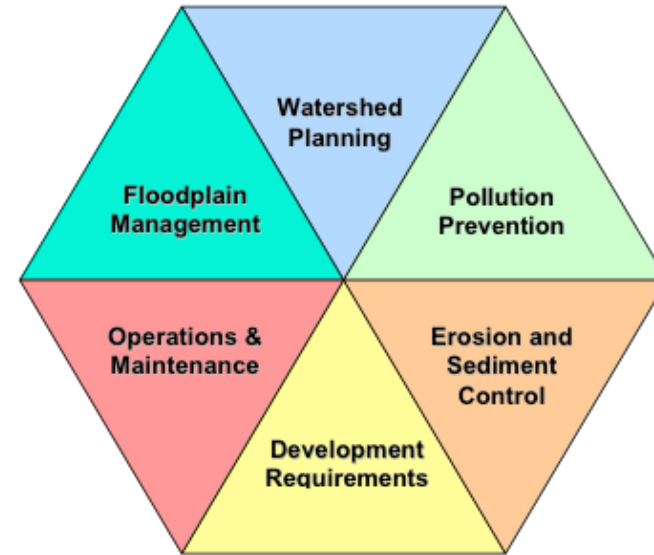 Watershed
Planning
Floodplain
Management
Pollution
Prevention
Operations &
Maintenance
Erosion and
Sediment
Control
Development
Requirements